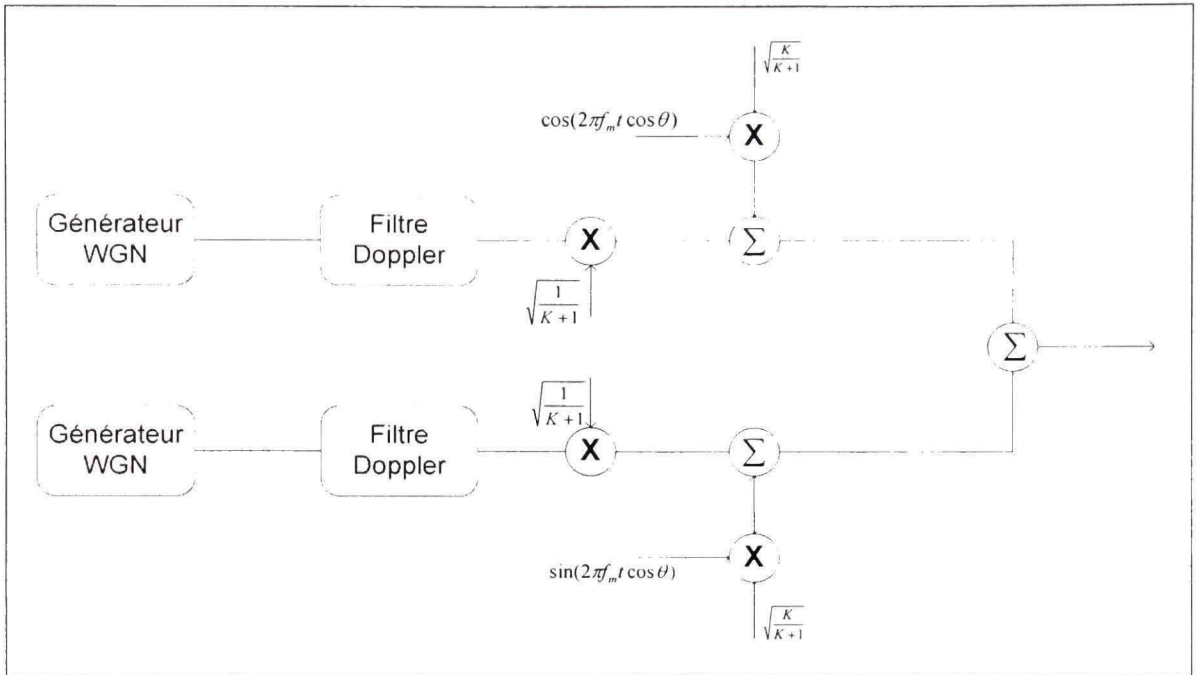 √(K/(K+1))
cos(2πf_m t cos θ)
X
Générateur
WGN
Filtre
Doppler
X
Σ
√(1/(K+1))
Σ
√(1/(K+1))
Générateur
WGN
Filtre
Doppler
X
Σ
X
sin(2πf_m t cos θ)
√(K/(K+1))